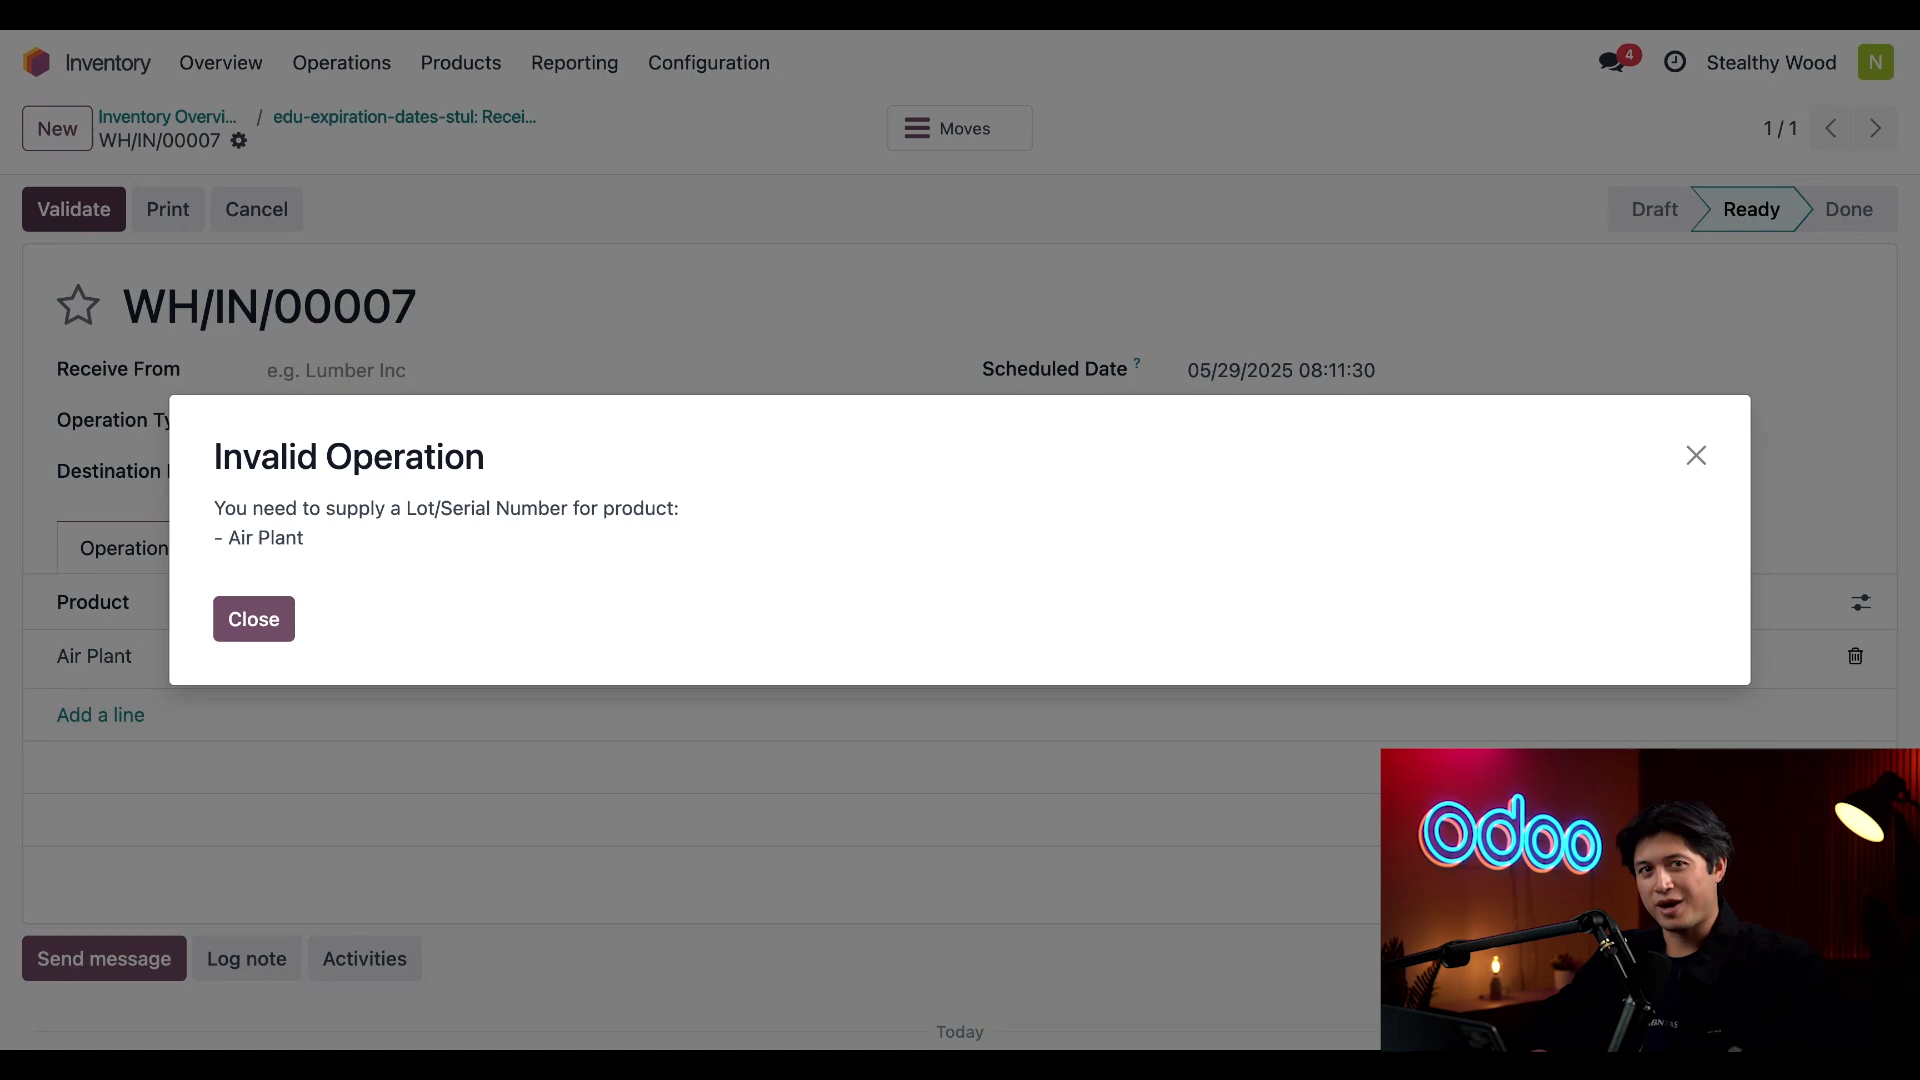 Inventory Overview Operations Products Reporting Configuration 4 Stealthy Wood N
New Inventory Overvi... / edu-expiration-dates-stul: Recei... Moves 1 / 1
WH/IN/00007
Validate Print Cancel Draft Ready Done
WH/IN/00007
Receive From e.g. Lumber Inc Scheduled Date ? 05/29/2025 08:11:30
Operation Ty
Destination
Invalid Operation
You need to supply a Lot/Serial Number for product:
- Air Plant
Close
Operation
Product
Air Plant
Add a line
odoo
Send message Log note Activities
Today